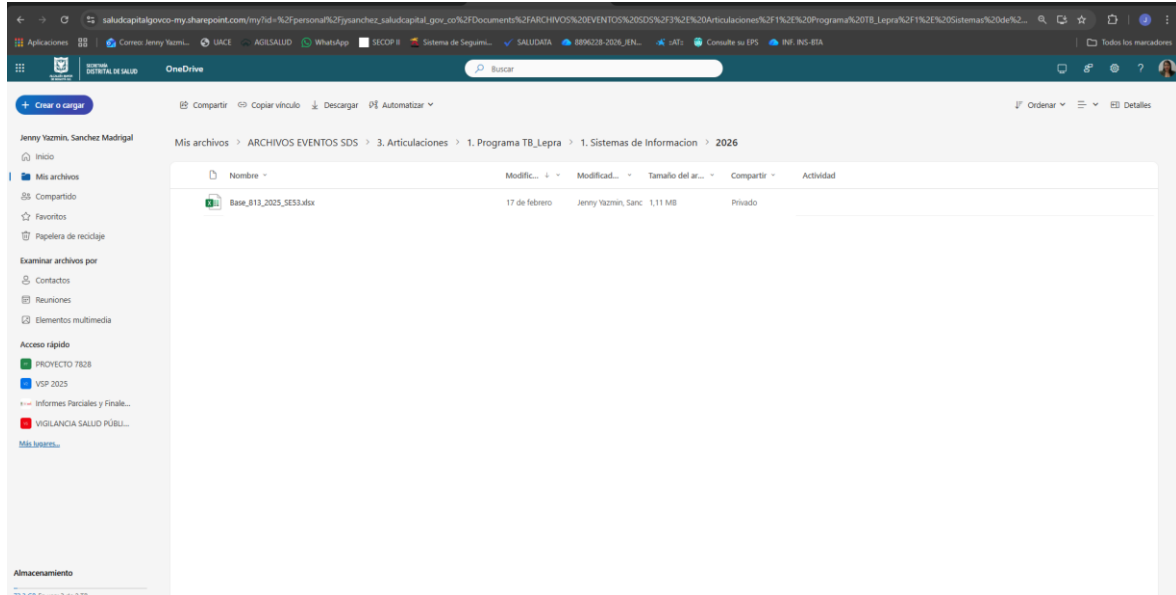 saludcapitalgovco-my.sharepoint.com/my?id=%2Fpersonal%2Fjysanchez_saludcapital_gov_co%2FDocuments%2FARCHIVOS%20EVENTOS%20SDS%2F3%2E%20Articulaciones%2F1%2E%20Programa%20TB_Lepra%2F1%2E%20Sistemas%20de%2...
Aplicaciones Correo: Jenny Yazmi... UACE AGILSALUD WhatsApp SECOP II Sistema de Seguimi... SALUDATA 8896228-2026_JEN... :AT: Consulte su EPS INF. INS-BTA Todos los marcadores
SECRETARÍA
DISTRITAL DE SALUD OneDrive Buscar
Crear o cargar Compartir Copiar vínculo Descargar Automatizar Ordenar Detalles
Jenny Yazmin, Sanchez Madrigal
Mis archivos > ARCHIVOS EVENTOS SDS > 3. Articulaciones > 1. Programa TB_Lepra > 1. Sistemas de Informacion > 2026
Inicio
Mis archivos
Nombre Modific... Modificad... Tamaño del ar... Compartir Actividad
Compartido
Base_813_2025_SE53.xlsx 17 de febrero Jenny Yazmin, Sanc 1,11 MB Privado
Favoritos
Papelera de reciclaje
Examinar archivos por
Contactos
Reuniones
Elementos multimedia
Acceso rápido
PROYECTO 7828
VSP 2025
Informes Parciales y Finale...
VIGILANCIA SALUD PÚBLI...
Más lugares...
Almacenamiento